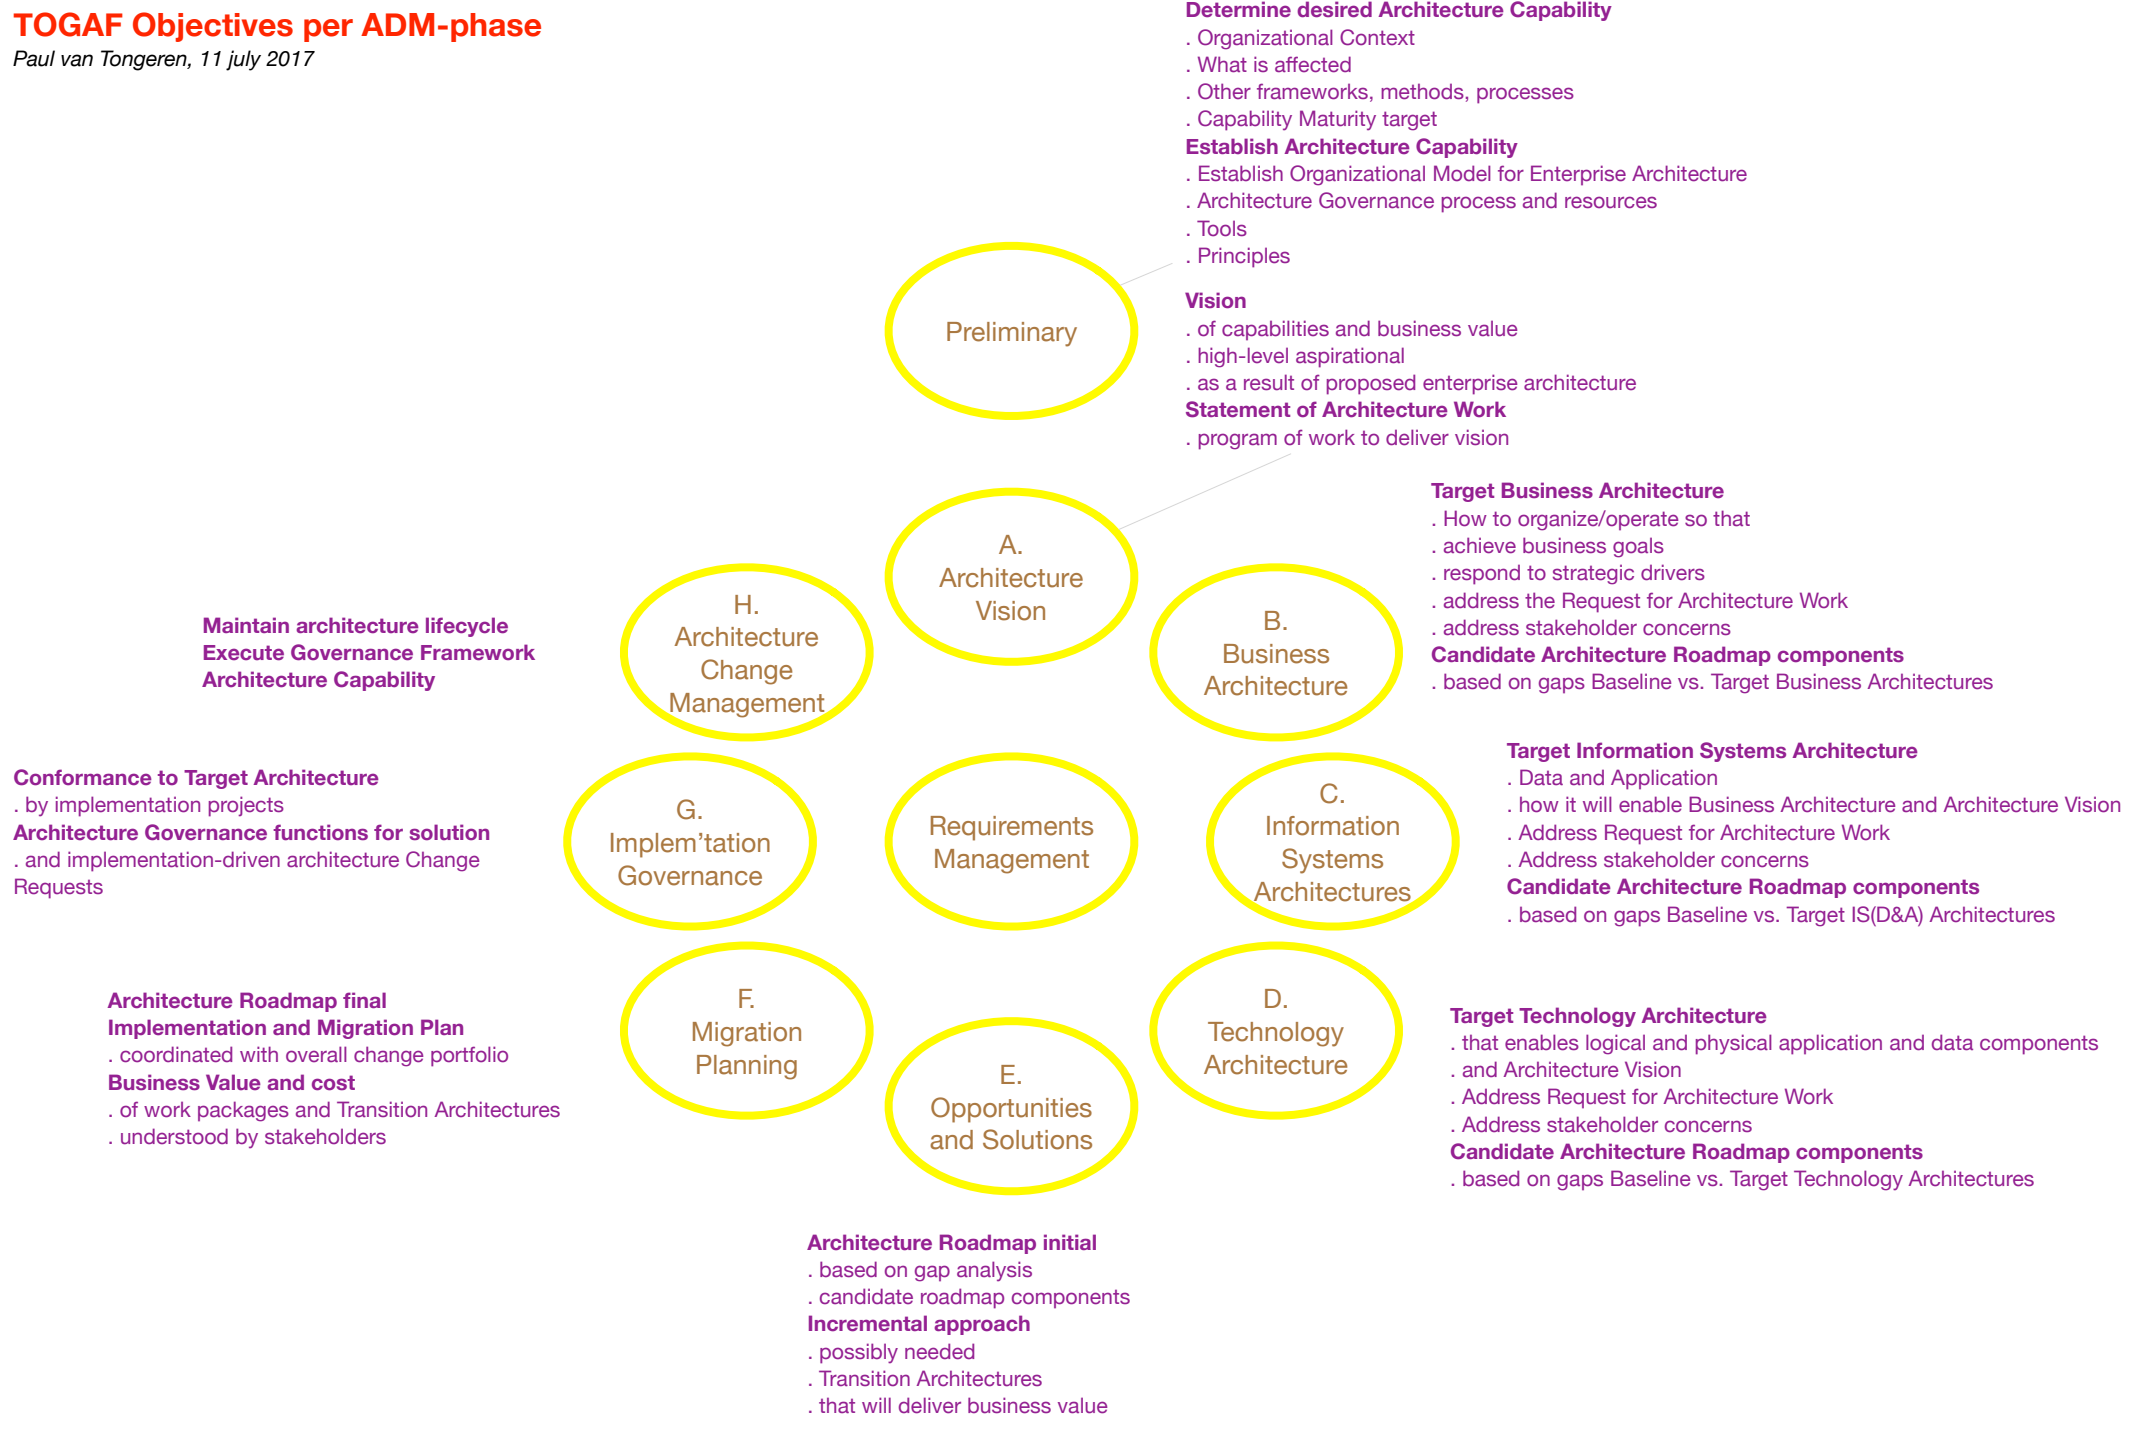 TOGAF Objectives per ADM-phase
Paul van Tongeren, 11 july 2017
Determine desired Architecture Capability
. Organizational Context
. What is affected
. Other frameworks, methods, processes
. Capability Maturity target
Establish Architecture Capability
. Establish Organizational Model for Enterprise Architecture
. Architecture Governance process and resources
. Tools
. Principles
Preliminary
Vision
. of capabilities and business value
. high-level aspirational
. as a result of proposed enterprise architecture
Statement of Architecture Work
. program of work to deliver vision
A.
Architecture
Vision
Target Business Architecture
. How to organize/operate so that
. achieve business goals
. respond to strategic drivers
. address the Request for Architecture Work
. address stakeholder concerns
Candidate Architecture Roadmap components
. based on gaps Baseline vs. Target Business Architectures
B.
Business
Architecture
H.
Architecture
Change
Management
Maintain architecture lifecycle
Execute Governance Framework
Architecture Capability
Conformance to Target Architecture
. by implementation projects
Architecture Governance functions for solution
. and implementation-driven architecture Change
Requests
G.
Implem'tation
Governance
Requirements
Management
C.
Information
Systems
Architectures
Target Information Systems Architecture
. Data and Application
. how it will enable Business Architecture and Architecture Vision
. Address Request for Architecture Work
. Address stakeholder concerns
Candidate Architecture Roadmap components
. based on gaps Baseline vs. Target IS(D&A) Architectures
Architecture Roadmap final
Implementation and Migration Plan
. coordinated with overall change portfolio
Business Value and cost
. of work packages and Transition Architectures
. understood by stakeholders
F.
Migration
Planning
E.
Opportunities
and Solutions
D.
Technology
Architecture
Target Technology Architecture
. that enables logical and physical application and data components
. and Architecture Vision
. Address Request for Architecture Work
. Address stakeholder concerns
Candidate Architecture Roadmap components
. based on gaps Baseline vs. Target Technology Architectures
Architecture Roadmap initial
. based on gap analysis
. candidate roadmap components
Incremental approach
. possibly needed
. Transition Architectures
. that will deliver business value